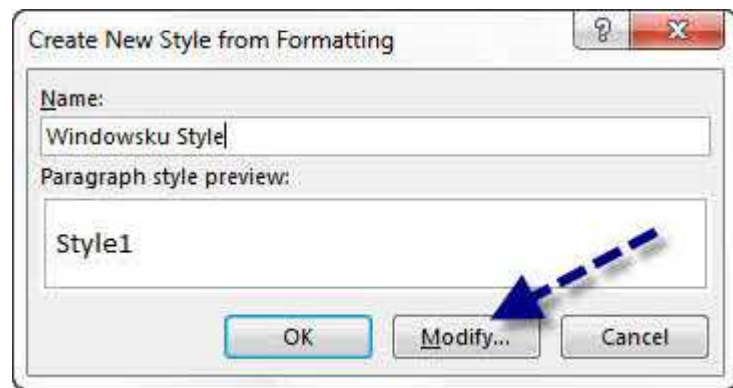 Create New Style from Formatting
?
X
Name:
Windowsku Style
Paragraph style preview:
Style1
OK
Modify...
Cancel